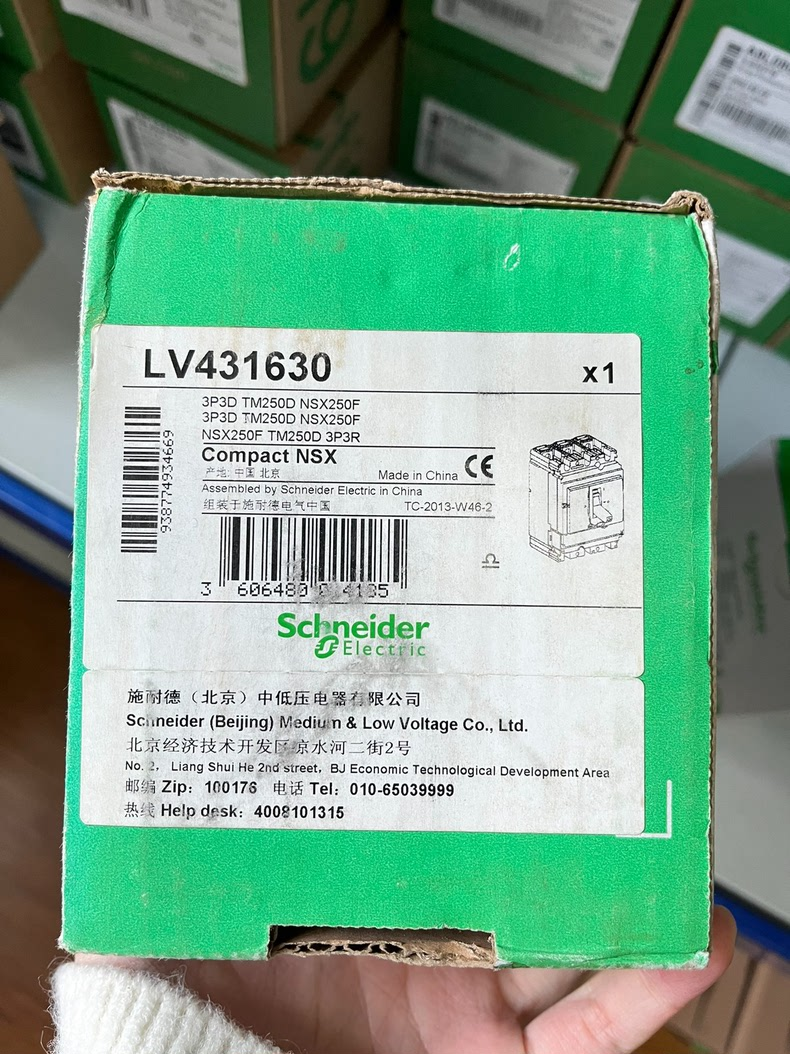 LV431630
x1
3P3D TM250D NSX250F
3P3D TM250D NSX250F
NSX250F TM250D 3P3R
Compact NSX
产地: 中国 北京
Made in China CE
Assembled by Schneider Electric in China
组装于施耐德电气中国
TC-2013-W46-2
938774934669
3 606480 014185
Schneider
Electric
施耐德（北京）中低压电器有限公司
Schneider (Beijing) Medium & Low Voltage Co., Ltd.
北京经济技术开发区凉水河二街2号
No. 2, Liang Shui He 2nd street, BJ Economic Technological Development Area
邮编 Zip: 100176 电话 Tel: 010-65039999
热线 Help desk: 4008101315